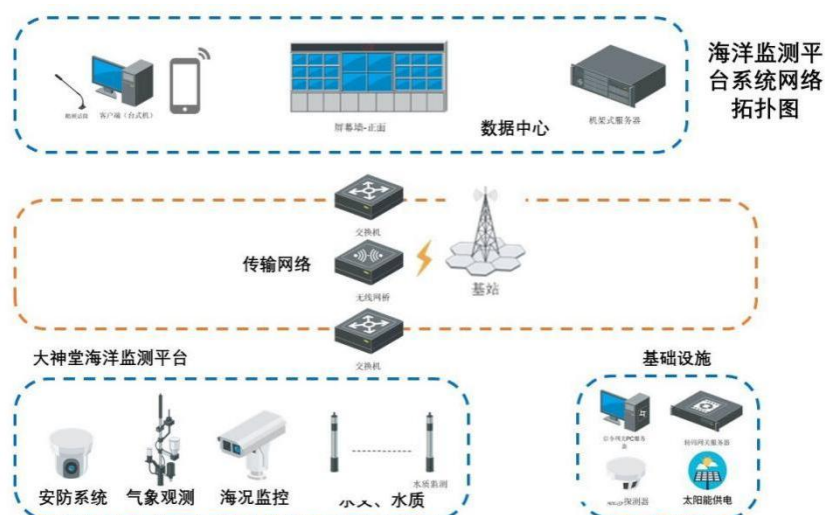 海洋监测平
台系统网络
拓扑图
客户端（台式机）
屏幕墙-正面
数据中心
机架式服务器
交换机
传输网络
无线网桥
基站
交换机
大神堂海洋监测平台
基础设施
水质监测
安防系统
气象观测
海况监控
水文、水质
探测器
太阳能供电